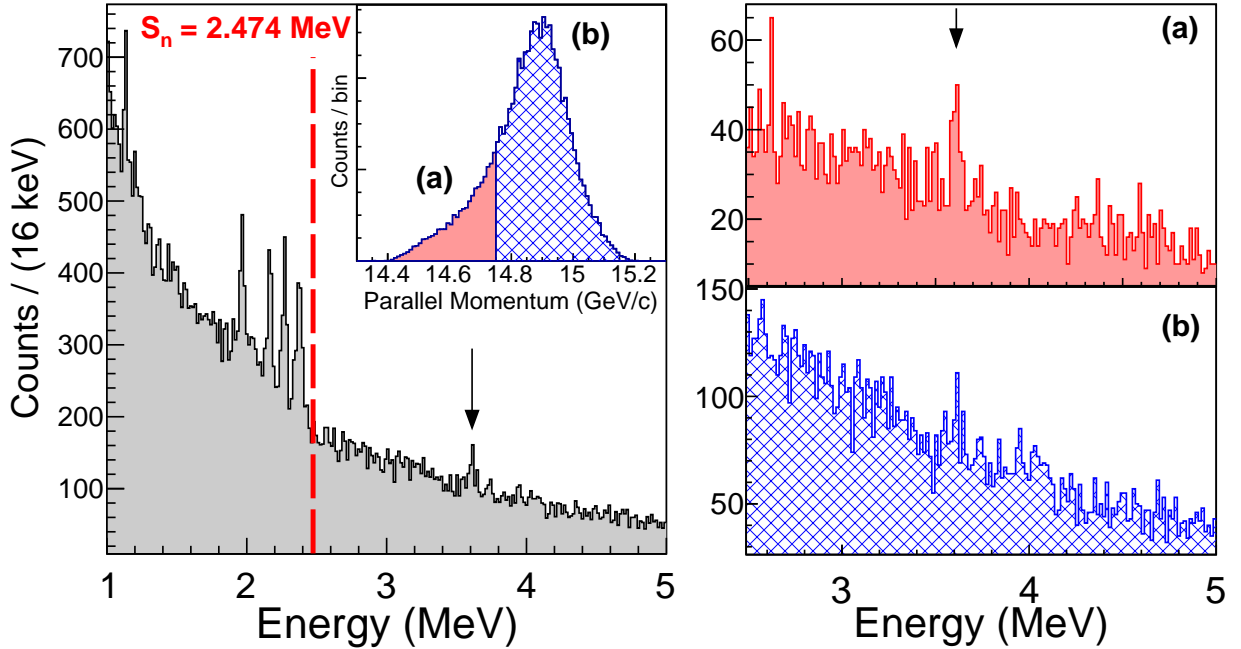 S_n = 2.474 MeV
Counts / (16 keV)
700
600
500
400
300
200
100
1 2 3 4 5
Energy (MeV)
(b)
(a)
Counts / bin
14.4 14.6 14.8 15 15.2
Parallel Momentum (GeV/c)
(a)
60
40
20
(b)
150
100
50
3 4 5
Energy (MeV)